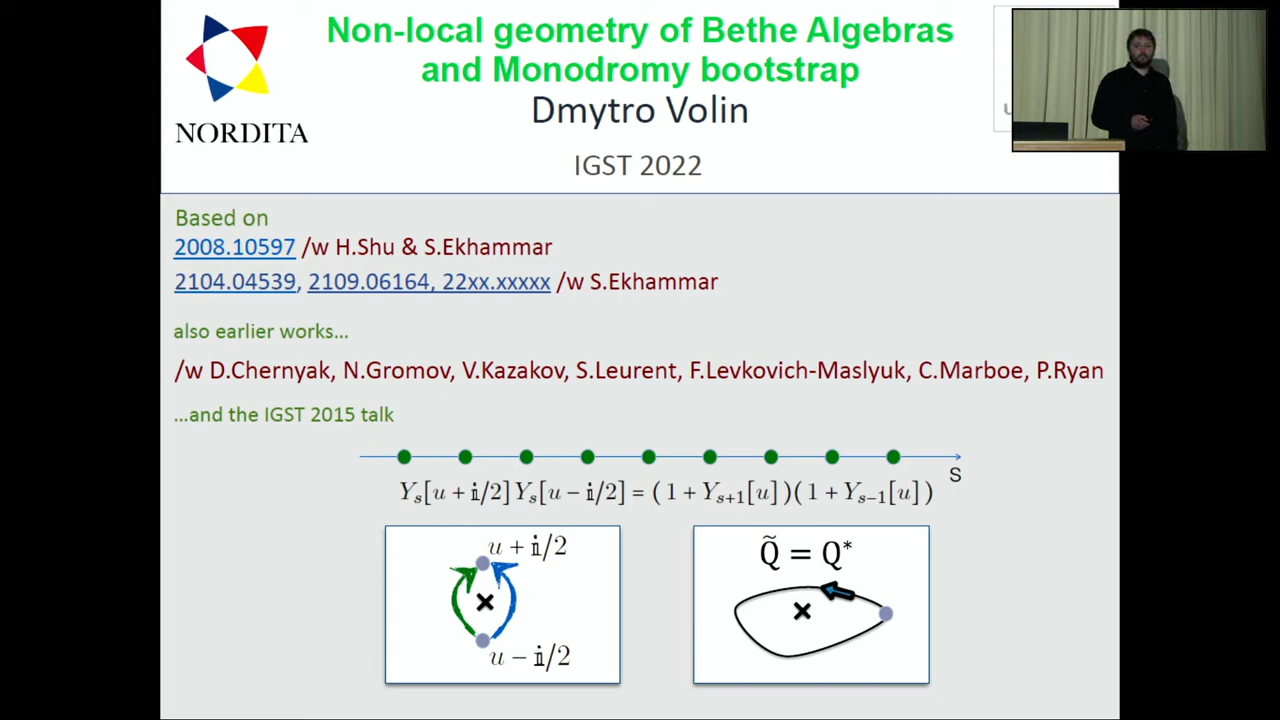 Non-local geometry of Bethe Algebras
and Monodromy bootstrap
Dmytro Volin
NORDITA
IGST 2022
Based on
2008.10597 /w H.Shu & S.Ekhammar
2104.04539, 2109.06164, 22xx.xxxxx /w S.Ekhammar
also earlier works...
/w D.Chernyak, N.Gromov, V.Kazakov, S.Leurent, F.Levkovich-Maslyuk, C.Marboe, P.Ryan
...and the IGST 2015 talk
S
Yₛ[u + i/2] Yₛ[u − i/2] = (1 + Yₛ₊₁[u])(1 + Yₛ₋₁[u])
u + i/2
u − i/2
Q̃ = Q*